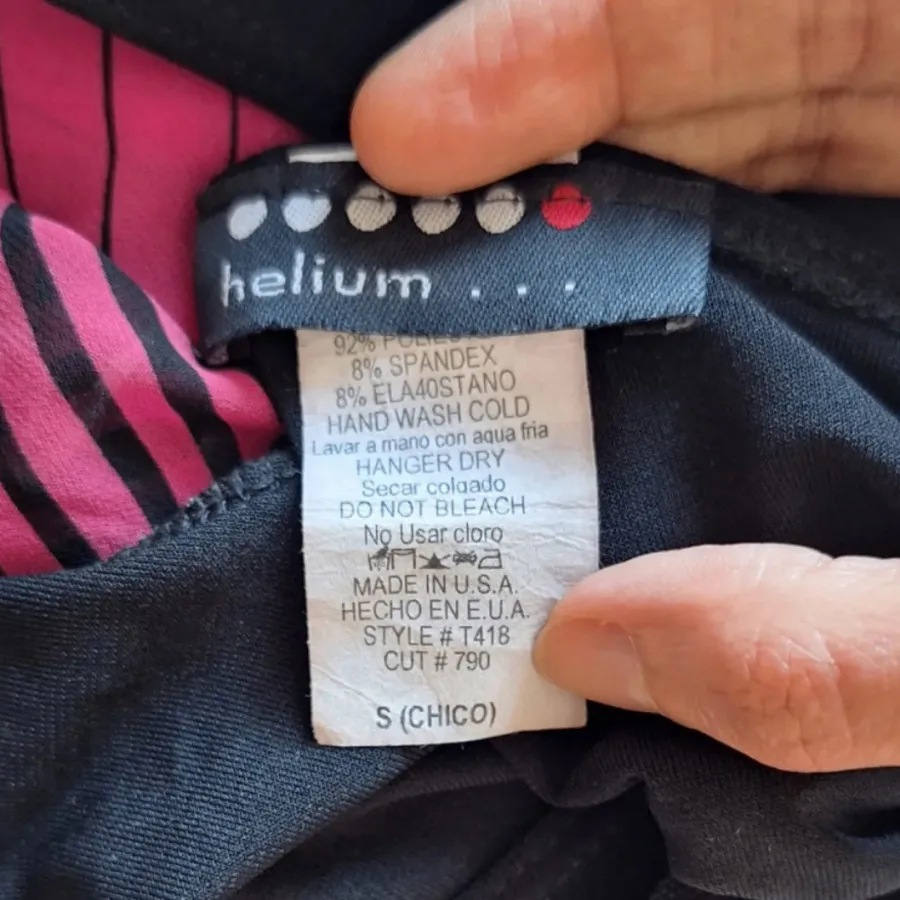 helium . . .
92%
8% SPANDEX
8% ELA40STANO
HAND WASH COLD
Lavar a mano con aqua fria
HANGER DRY
Secar colgado
DO NOT BLEACH
No Usar cloro
MADE IN U.S.A.
HECHO EN E.U.A.
STYLE # T418
CUT # 790
S (CHICO)